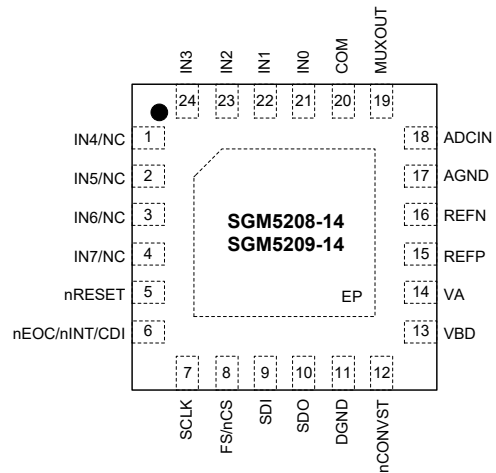 IN3
IN2
IN1
IN0
COM
MUXOUT
24
23
22
21
20
19
IN4/NC 1
IN5/NC 2
IN6/NC 3
IN7/NC 4
nRESET 5
nEOC/nINT/CDI 6
SGM5208-14
SGM5209-14
EP
18 ADCIN
17 AGND
16 REFN
15 REFP
14 VA
13 VBD
7
8
9
10
11
12
SCLK
FS/nCS
SDI
SDO
DGND
nCONVST